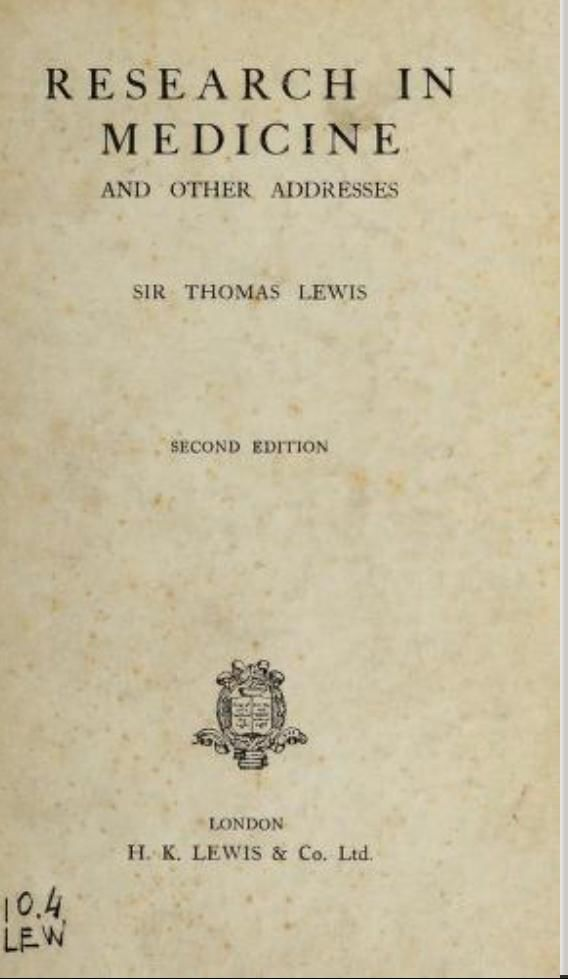 RESEARCH IN
MEDICINE
AND OTHER ADDRESSES
SIR THOMAS LEWIS
SECOND EDITION
LONDON
H. K. LEWIS & Co. Ltd.
10.4
LEW